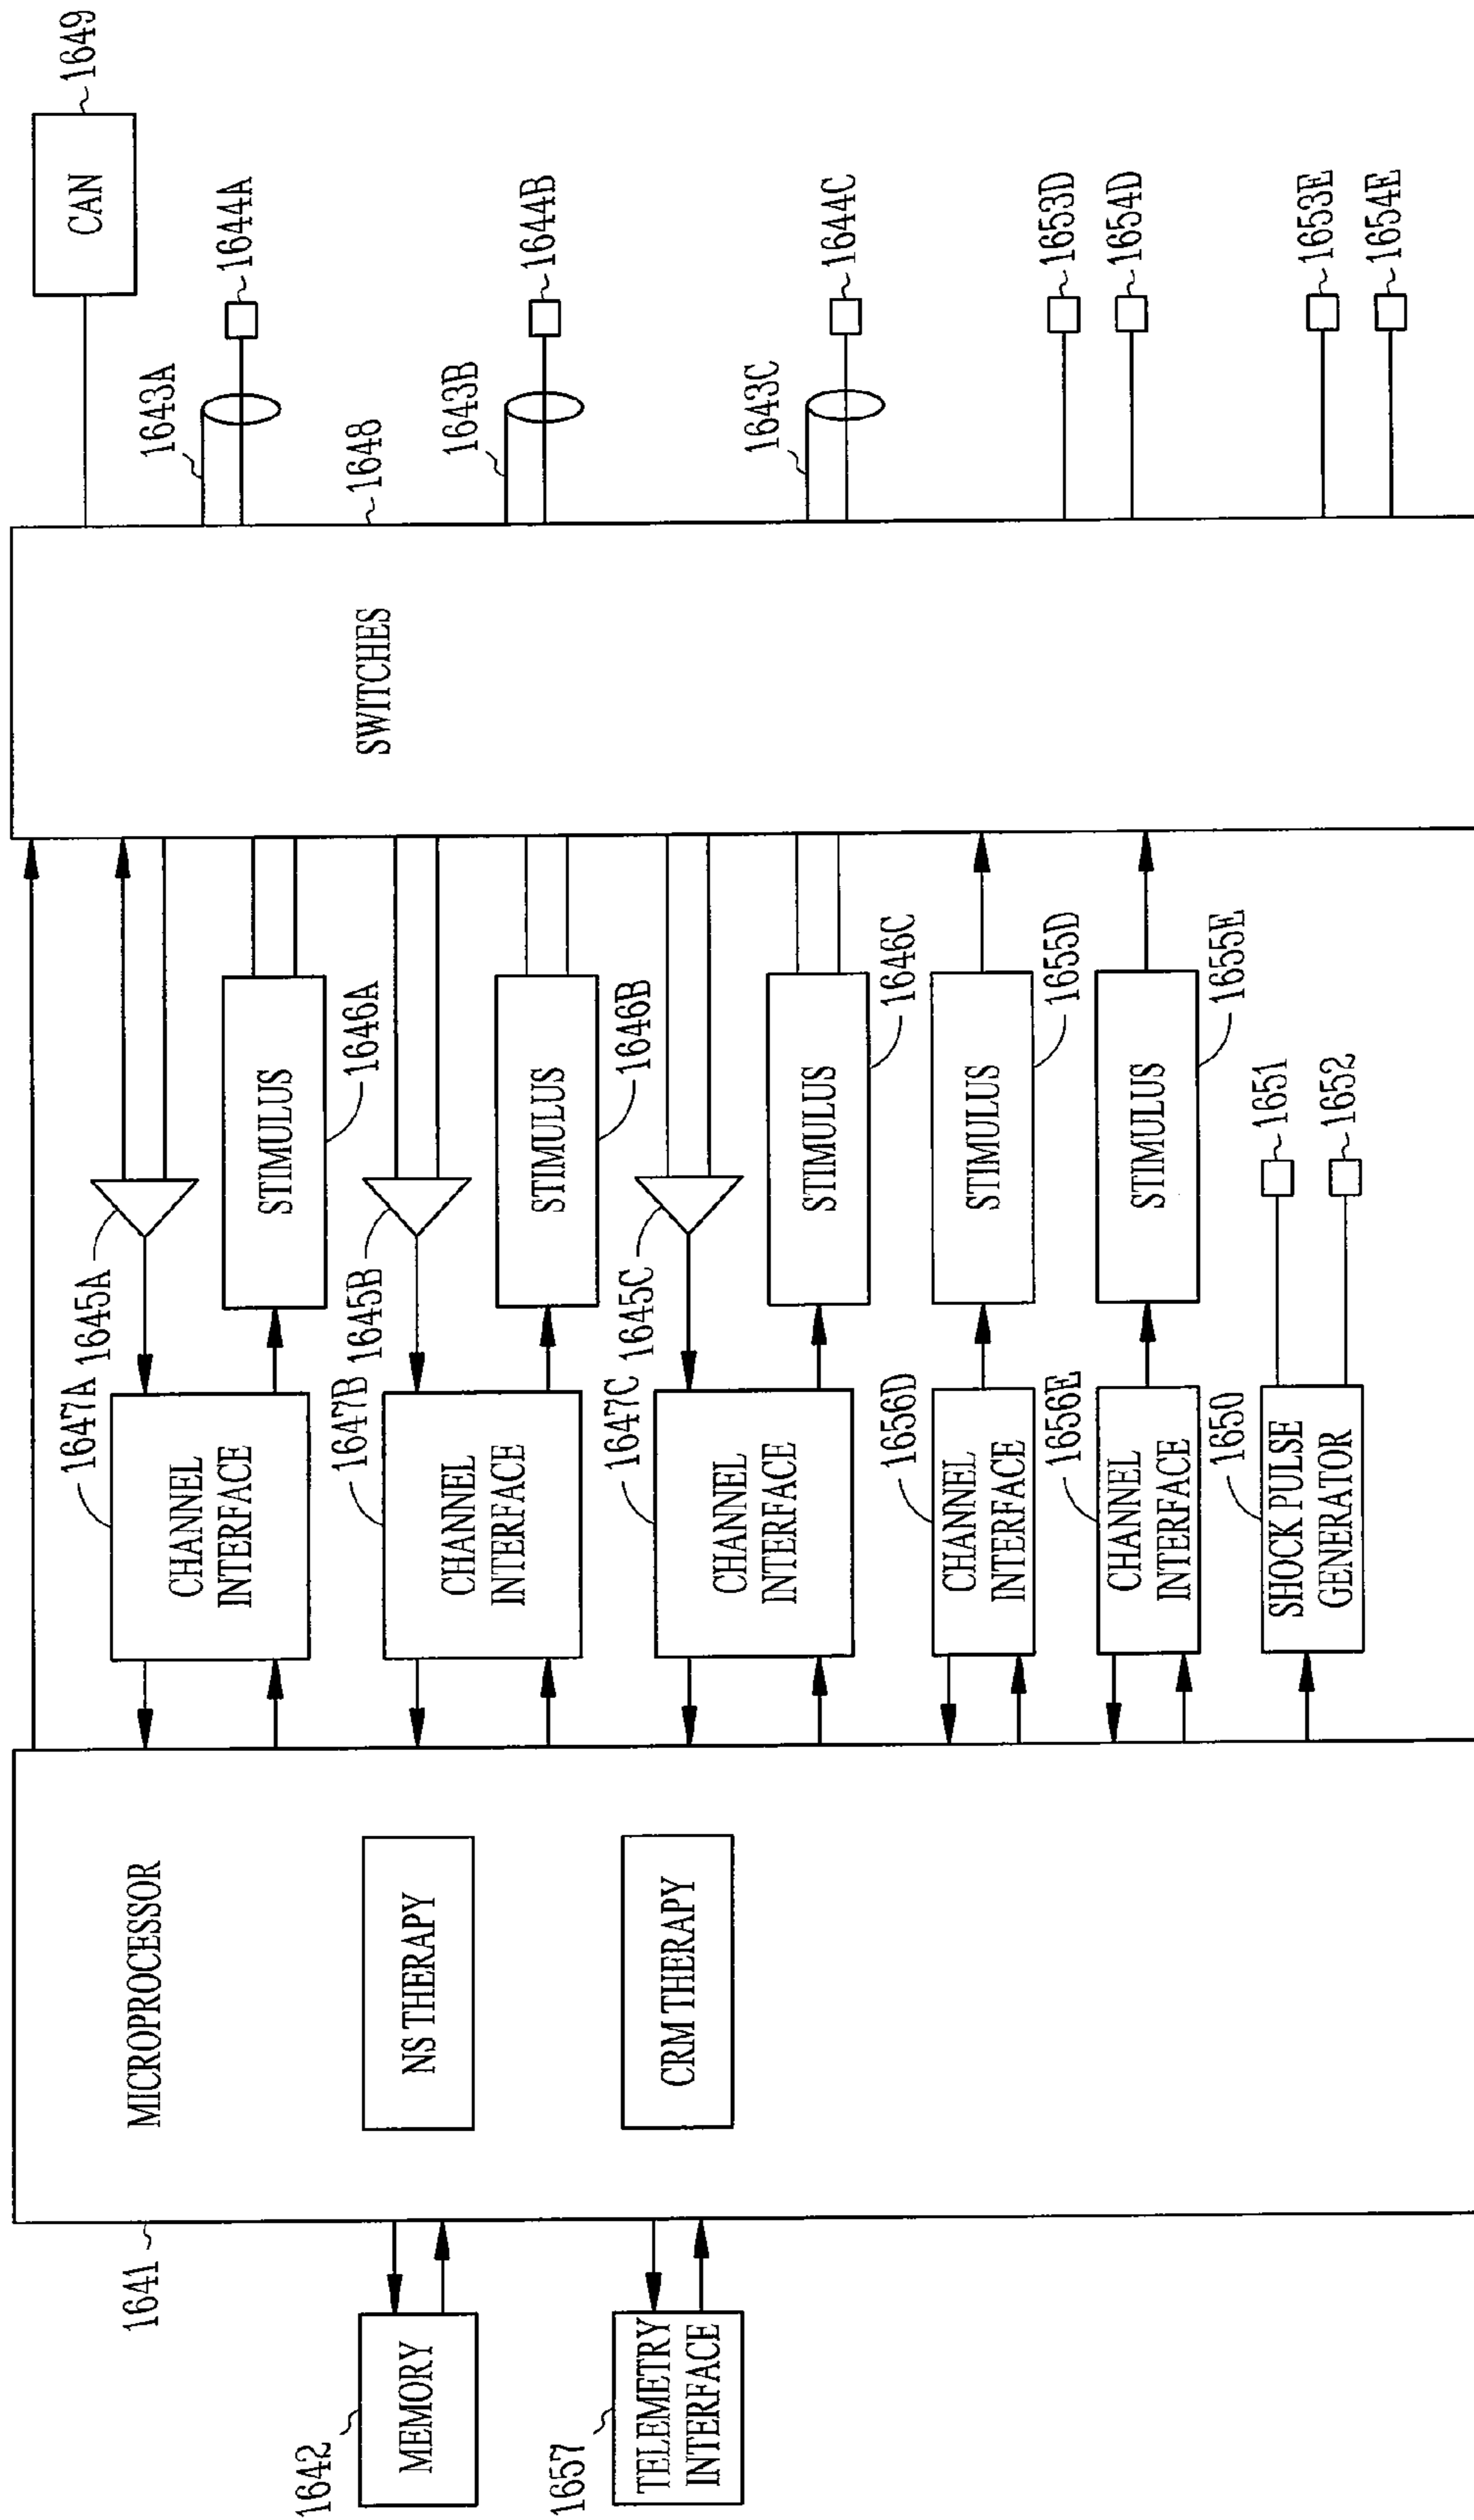 1641
MICROPROCESSOR
NS THERAPY
CRM THERAPY
1642
MEMORY
1657
TELEMETRY
INTERFACE
1647A
1645A
CHANNEL
INTERFACE
STIMULUS
1646A
1647B
1645B
CHANNEL
INTERFACE
STIMULUS
1646B
1647C
1645C
CHANNEL
INTERFACE
STIMULUS
1646C
1656D
CHANNEL
INTERFACE
STIMULUS
1655D
1656E
CHANNEL
INTERFACE
STIMULUS
1655E
1650
SHOCK PULSE
GENERATOR
1651
1652
SWITCHES
1648
CAN
1649
1643A
1644A
1643B
1644B
1643C
1644C
1653D
1654D
1653E
1654E